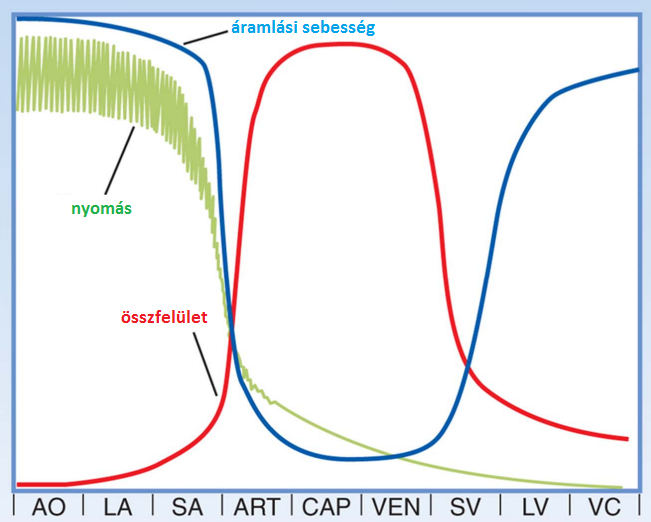 áramlási sebesség
nyomás
összfelület
| AO | LA | SA | ART | CAP | VEN | SV | LV | VC |